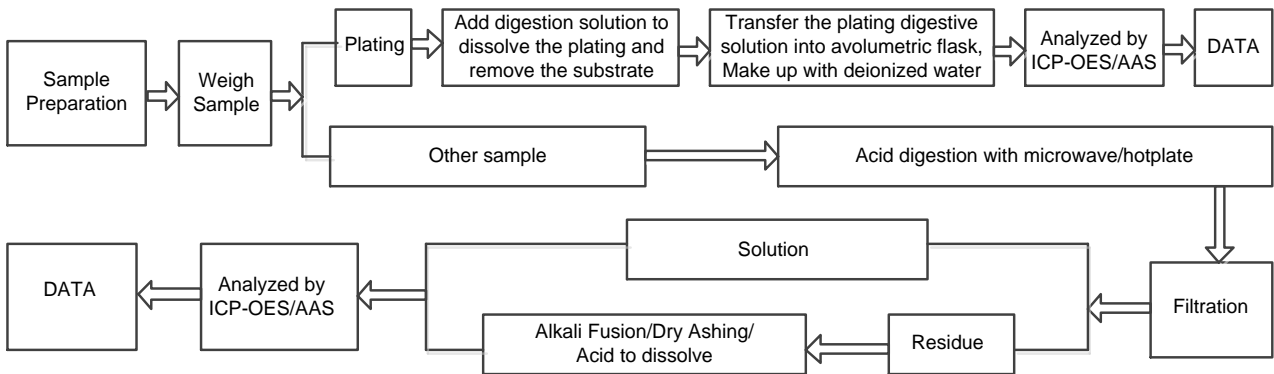 Sample
Preparation
Weigh
Sample
Plating
Add digestion solution to
dissolve the plating and
remove the substrate
Transfer the plating digestive
solution into avolumetric flask,
Make up with deionized water
Analyzed by
ICP-OES/AAS
DATA
Other sample
Acid digestion with microwave/hotplate
Filtration
Solution
Residue
Alkali Fusion/Dry Ashing/
Acid to dissolve
Analyzed by
ICP-OES/AAS
DATA